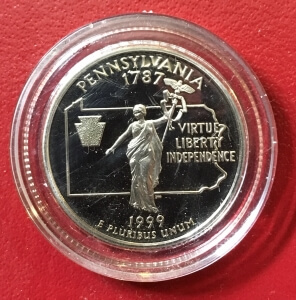 PENNSYLVANIA
1787
VIRTUE
LIBERTY
INDEPENDENCE
1999
E PLURIBUS UNUM